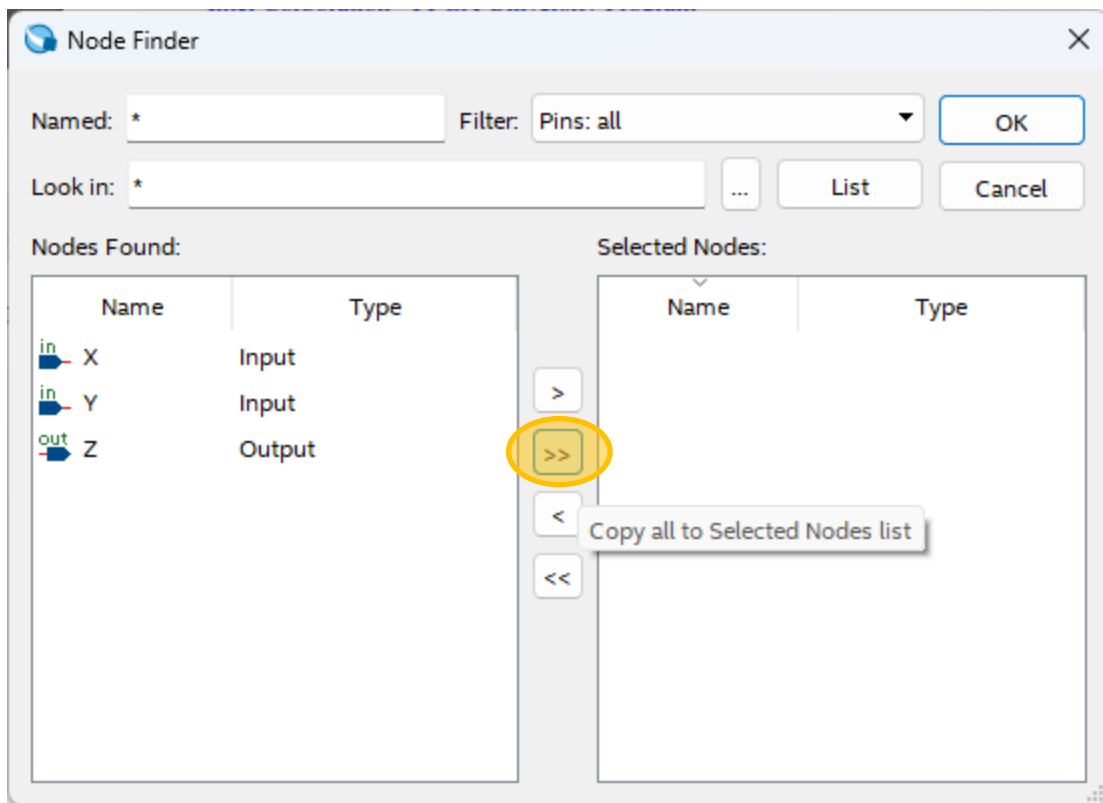 Node Finder
Named: * Filter: Pins: all OK
Look in: * ... List Cancel
Nodes Found: Selected Nodes:
Name Type Name Type
in X Input
in Y Input
out Z Output
>
>>
<
Copy all to Selected Nodes list
<<